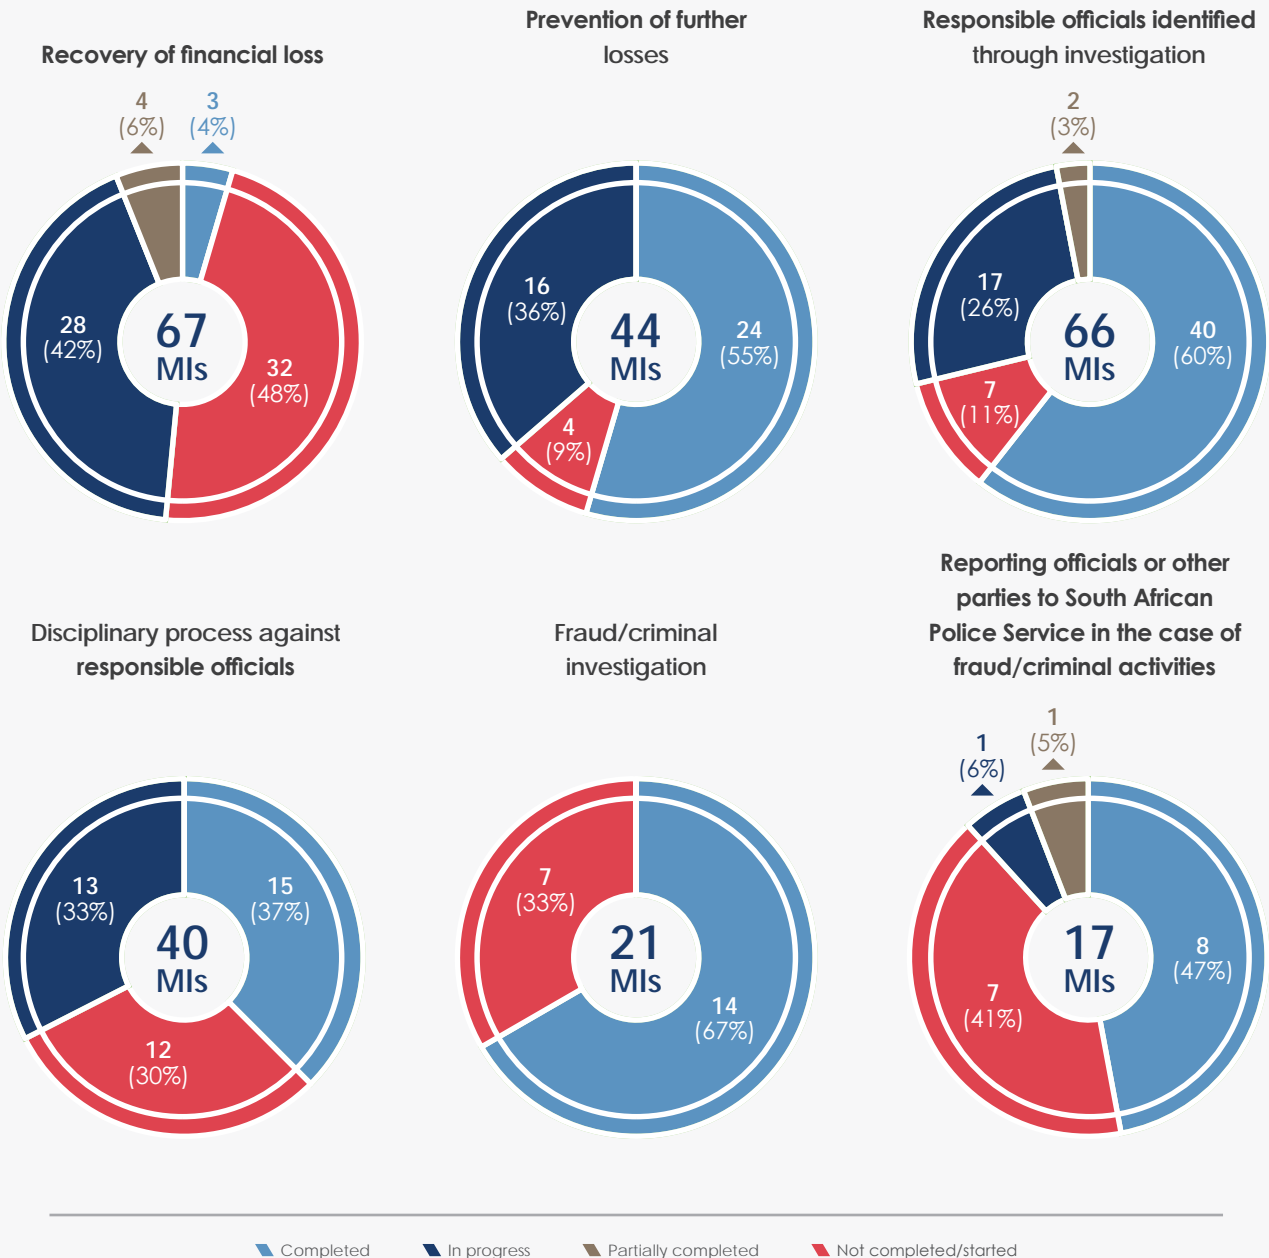 Recovery of financial loss
4
(6%)
3
(4%)
28
(42%)
67
MIs
32
(48%)
Prevention of further
losses
16
(36%)
44
MIs
24
(55%)
4
(9%)
Responsible officials identified
through investigation
2
(3%)
17
(26%)
66
MIs
40
(60%)
7
(11%)
Disciplinary process against
responsible officials
13
(33%)
15
(37%)
40
MIs
12
(30%)
Fraud/criminal
investigation
7
(33%)
21
MIs
14
(67%)
Reporting officials or other
parties to South African
Police Service in the case of
fraud/criminal activities
1
(6%)
1
(5%)
17
MIs
8
(47%)
7
(41%)
Completed
In progress
Partially completed
Not completed/started